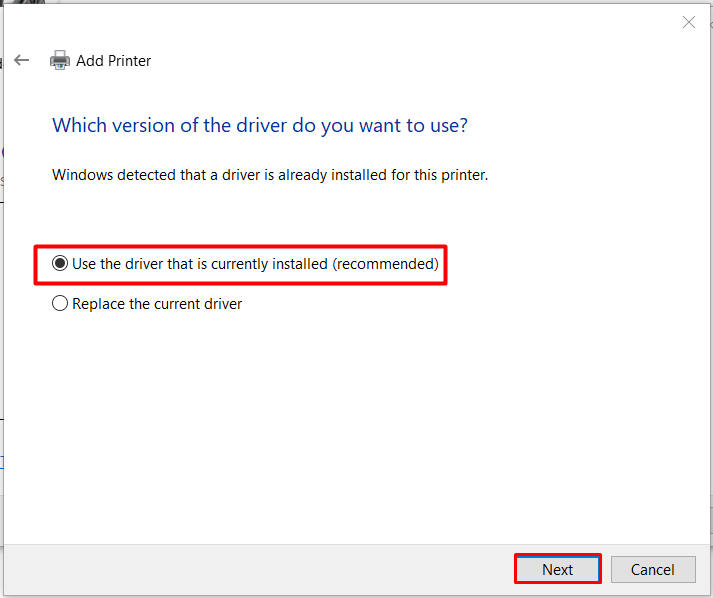 Add Printer
Which version of the driver do you want to use?
Windows detected that a driver is already installed for this printer.
Use the driver that is currently installed (recommended)
Replace the current driver
Next
Cancel